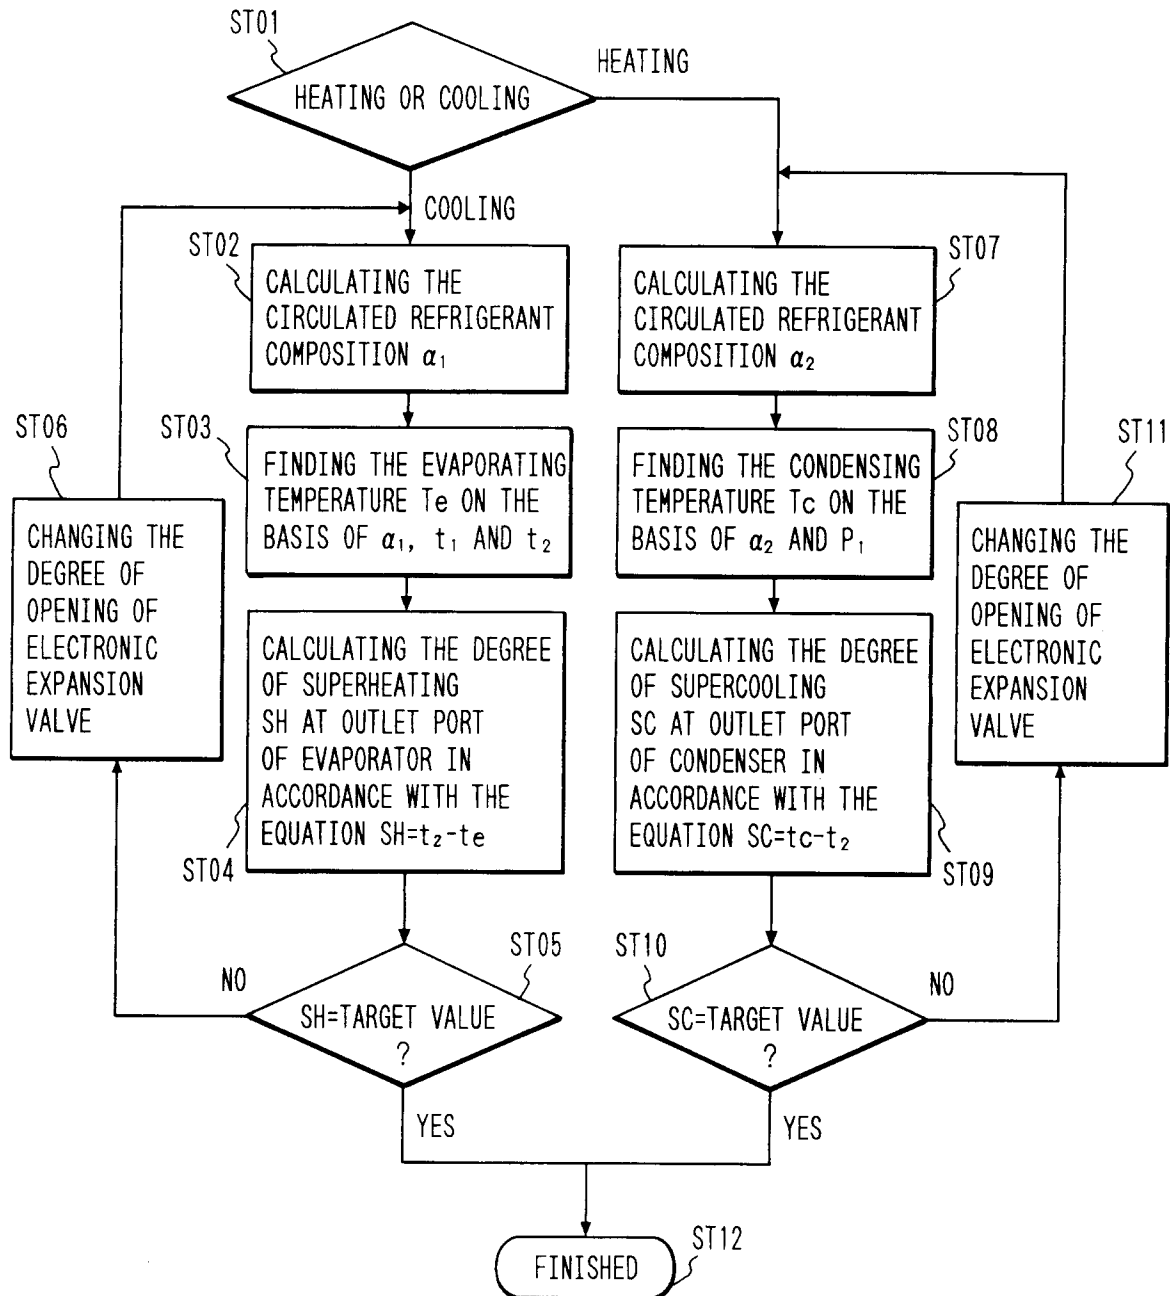 ST01
HEATING OR COOLING
HEATING
COOLING
ST02
CALCULATING THE
CIRCULATED REFRIGERANT
COMPOSITION α₁
ST07
CALCULATING THE
CIRCULATED REFRIGERANT
COMPOSITION α₂
ST06
CHANGING THE
DEGREE OF
OPENING OF
ELECTRONIC
EXPANSION
VALVE
ST03
FINDING THE EVAPORATING
TEMPERATURE Te ON THE
BASIS OF α₁, t₁ AND t₂
ST08
FINDING THE CONDENSING
TEMPERATURE Tc ON THE
BASIS OF α₂ AND P₁
ST11
CHANGING THE
DEGREE OF
OPENING OF
ELECTRONIC
EXPANSION
VALVE
ST04
CALCULATING THE DEGREE
OF SUPERHEATING
SH AT OUTLET PORT
OF EVAPORATOR IN
ACCORDANCE WITH THE
EQUATION SH=t₂-te
ST09
CALCULATING THE DEGREE
OF SUPERCOOLING
SC AT OUTLET PORT
OF CONDENSER IN
ACCORDANCE WITH THE
EQUATION SC=tc-t₂
ST05
SH=TARGET VALUE
?
NO
YES
ST10
SC=TARGET VALUE
?
NO
YES
ST12
FINISHED